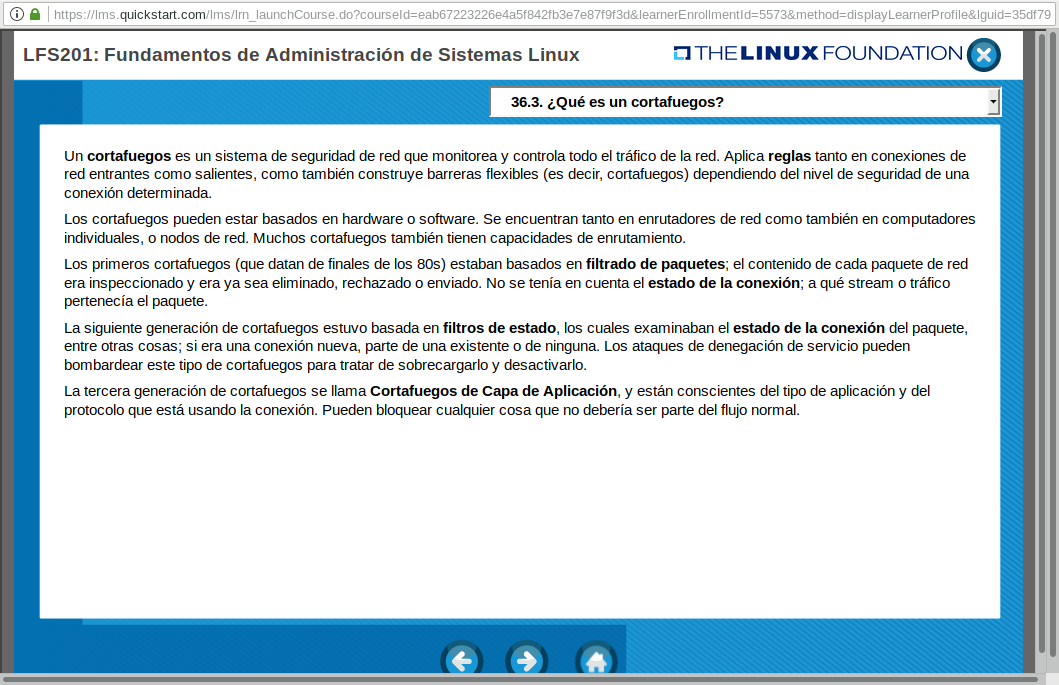 https://lms.quickstart.com/lms/lrn_launchCourse.do?courseId=eab67223226e4a5f842fb3e7e87f9f3d&learnerEnrollmentId=5573&method=displayLearnerProfile&lguid=35df79
LFS201: Fundamentos de Administración de Sistemas Linux
THE LINUX FOUNDATION
36.3. ¿Qué es un cortafuegos?
Un cortafuegos es un sistema de seguridad de red que monitorea y controla todo el tráfico de la red. Aplica reglas tanto en conexiones de
red entrantes como salientes, como también construye barreras flexibles (es decir, cortafuegos) dependiendo del nivel de seguridad de una
conexión determinada.
Los cortafuegos pueden estar basados en hardware o software. Se encuentran tanto en enrutadores de red como también en computadores
individuales, o nodos de red. Muchos cortafuegos también tienen capacidades de enrutamiento.
Los primeros cortafuegos (que datan de finales de los 80s) estaban basados en filtrado de paquetes; el contenido de cada paquete de red
era inspeccionado y era ya sea eliminado, rechazado o enviado. No se tenía en cuenta el estado de la conexión; a qué stream o tráfico
pertenecía el paquete.
La siguiente generación de cortafuegos estuvo basada en filtros de estado, los cuales examinaban el estado de la conexión del paquete,
entre otras cosas; si era una conexión nueva, parte de una existente o de ninguna. Los ataques de denegación de servicio pueden
bombardear este tipo de cortafuegos para tratar de sobrecargarlo y desactivarlo.
La tercera generación de cortafuegos se llama Cortafuegos de Capa de Aplicación, y están conscientes del tipo de aplicación y del
protocolo que está usando la conexión. Pueden bloquear cualquier cosa que no debería ser parte del flujo normal.